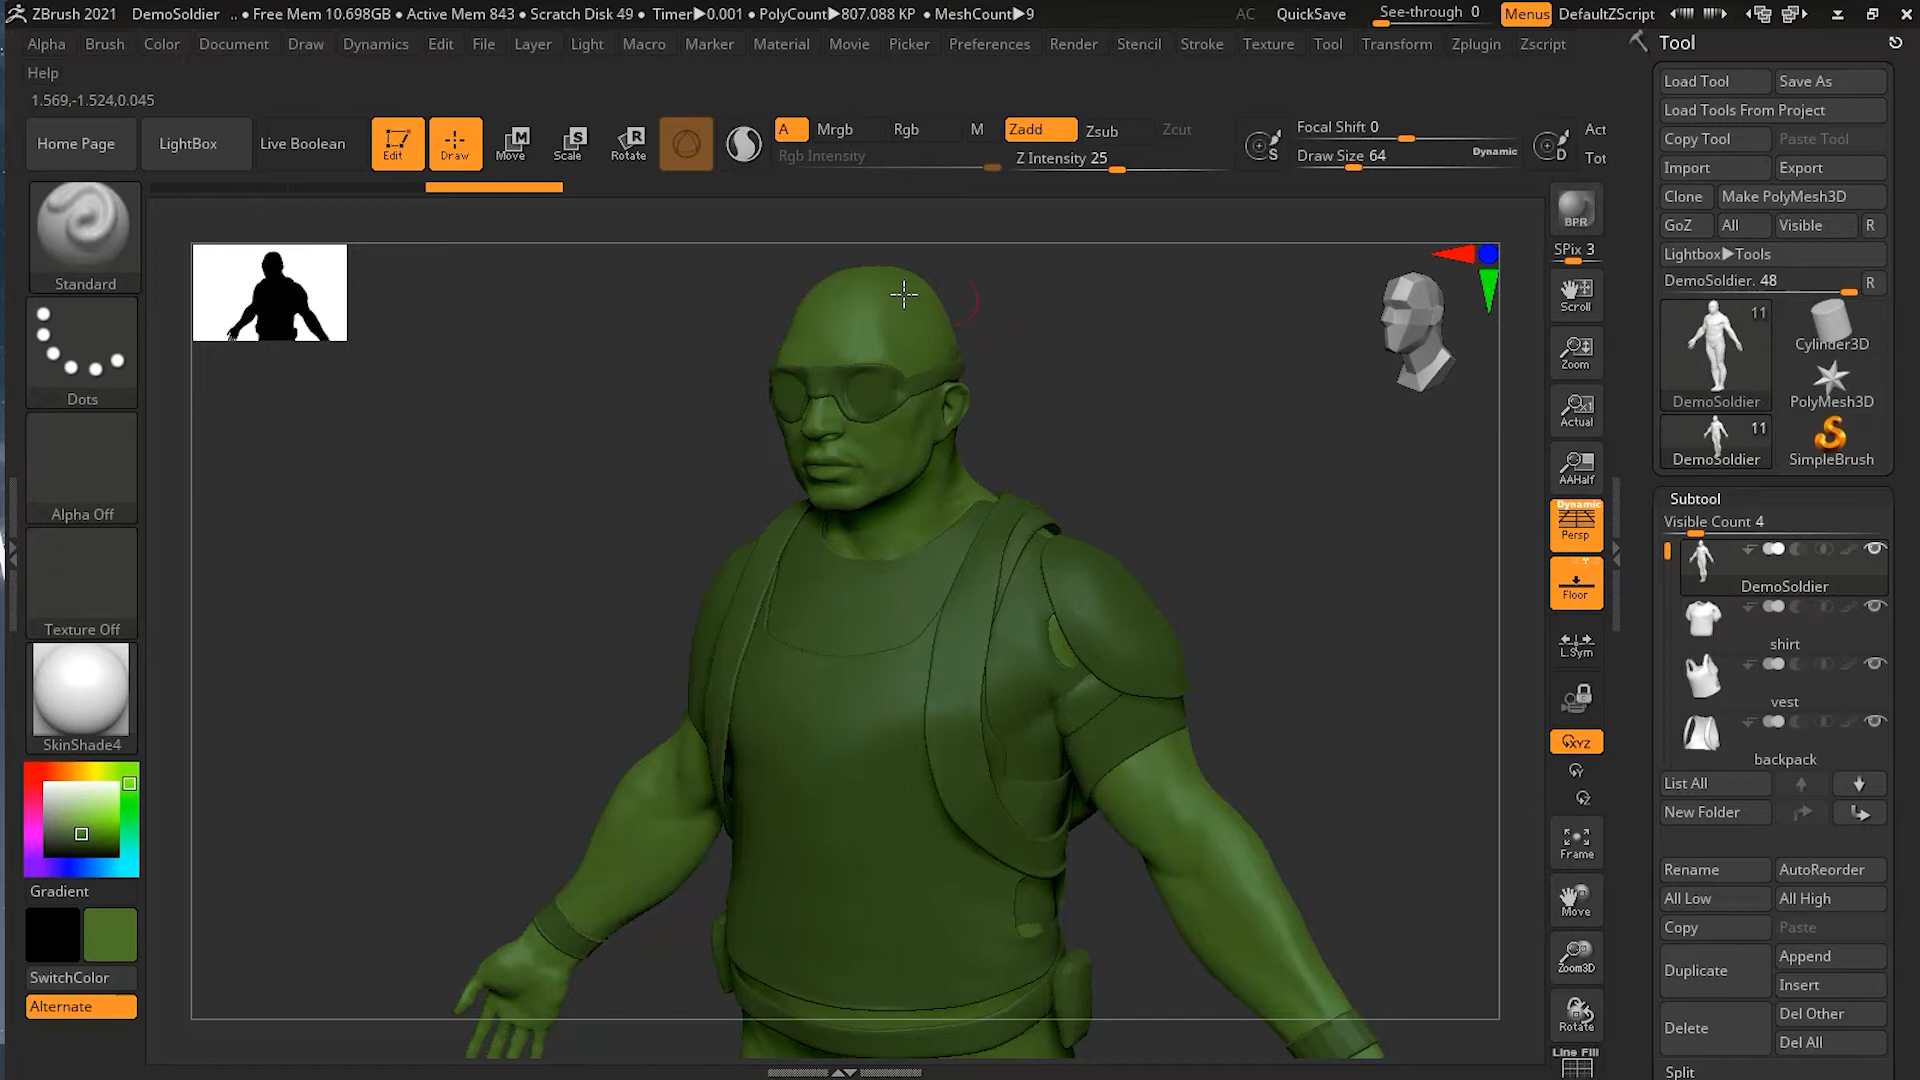 ZBrush 2021 DemoSoldier .. • Free Mem 10.698GB • Active Mem 843 • Scratch Disk 49 • Timer▶0.001 • PolyCount▶807.088 KP • MeshCount▶9 AC QuickSave See-through 0 Menus DefaultZScript
Alpha Brush Color Document Draw Dynamics Edit File Layer Light Macro Marker Material Movie Picker Preferences Render Stencil Stroke Texture Tool Transform Zplugin Zscript
Help
1.569,-1.524,0.045
Home Page LightBox Live Boolean Edit Draw Move Scale Rotate
M S R
A Mrgb Rgb M Zadd Zsub Zcut
Rgb Intensity Z Intensity 25
S Focal Shift 0
Draw Size 64 Dynamic
D Act
Tot
Standard
Dots
Alpha Off
Texture Off
SkinShade4
Gradient
SwitchColor
Alternate
BPR
SPix 3
Scroll
Zoom
Actual
AAHalf
Dynamic
Persp
Floor
L.Sym
XYZ
Y
Z
Frame
Move
Zoom3D
Rotate
Line Fill
Tool
Load Tool Save As
Load Tools From Project
Copy Tool Paste Tool
Import Export
Clone Make PolyMesh3D
GoZ All Visible R
Lightbox▶Tools
DemoSoldier. 48 R
11
DemoSoldier
Cylinder3D
PolyMesh3D
11
DemoSoldier
SimpleBrush
Subtool
Visible Count 4
DemoSoldier
shirt
vest
backpack
List All
New Folder
Rename AutoReorder
All Low All High
Copy Paste
Duplicate Append
Insert
Delete Del Other
Del All
Split